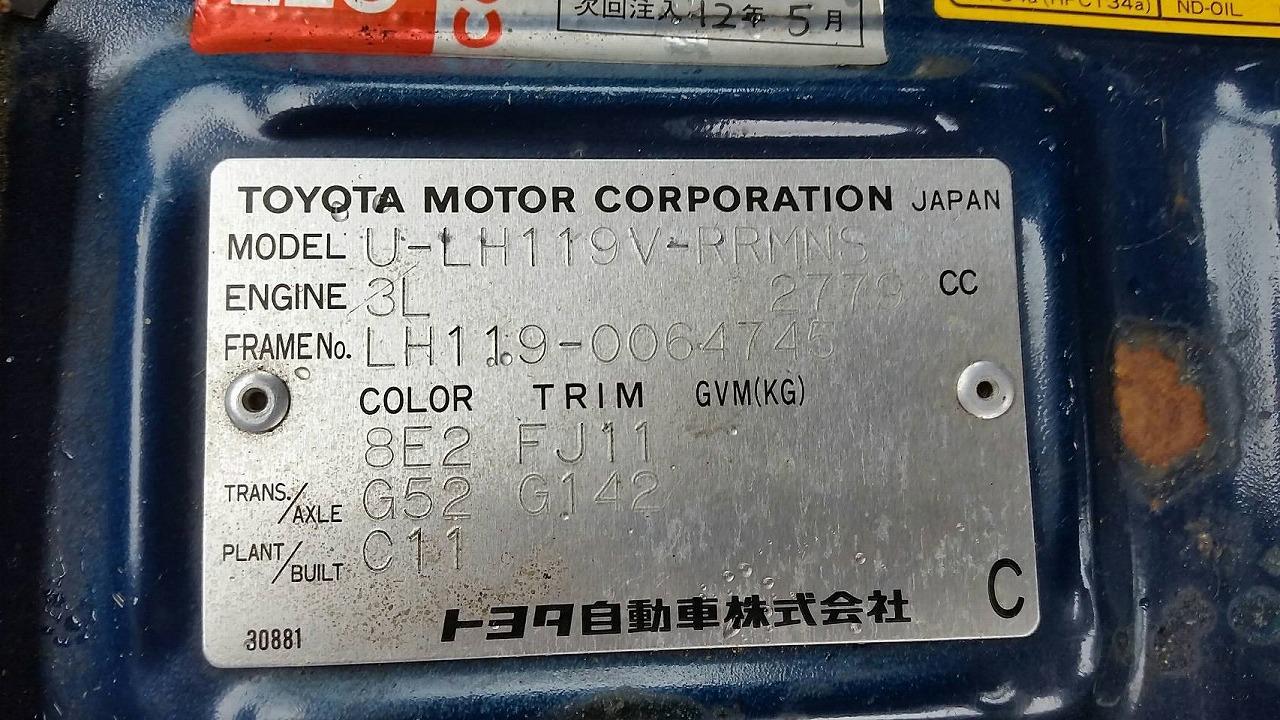 次回注入 12年 5月
ND-OIL
TOYOTA MOTOR CORPORATION JAPAN
MODEL U-LH119V-RRMNS
ENGINE 3L 2779 CC
FRAME No. LH119-0064745
COLOR TRIM GVM(KG)
8E2 FJ11
TRANS./AXLE G52 G142
PLANT/BUILT C11
トヨタ自動車株式会社 C
30881